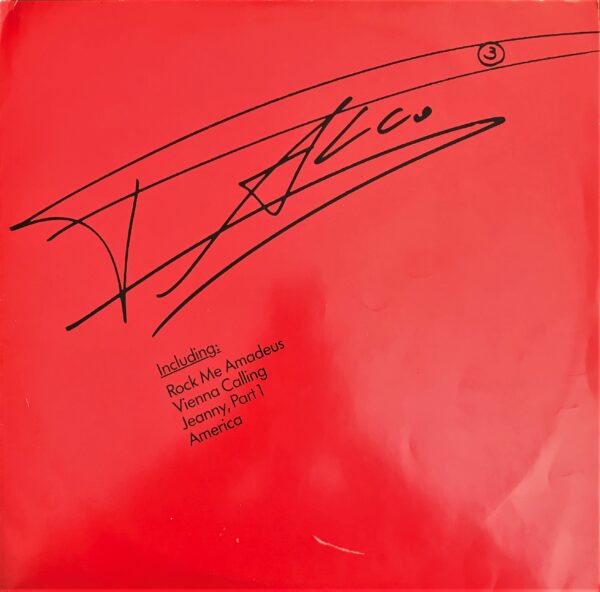 3
FALCO
Including:
Rock Me Amadeus
Vienna Calling
Jeanny, Part 1
America